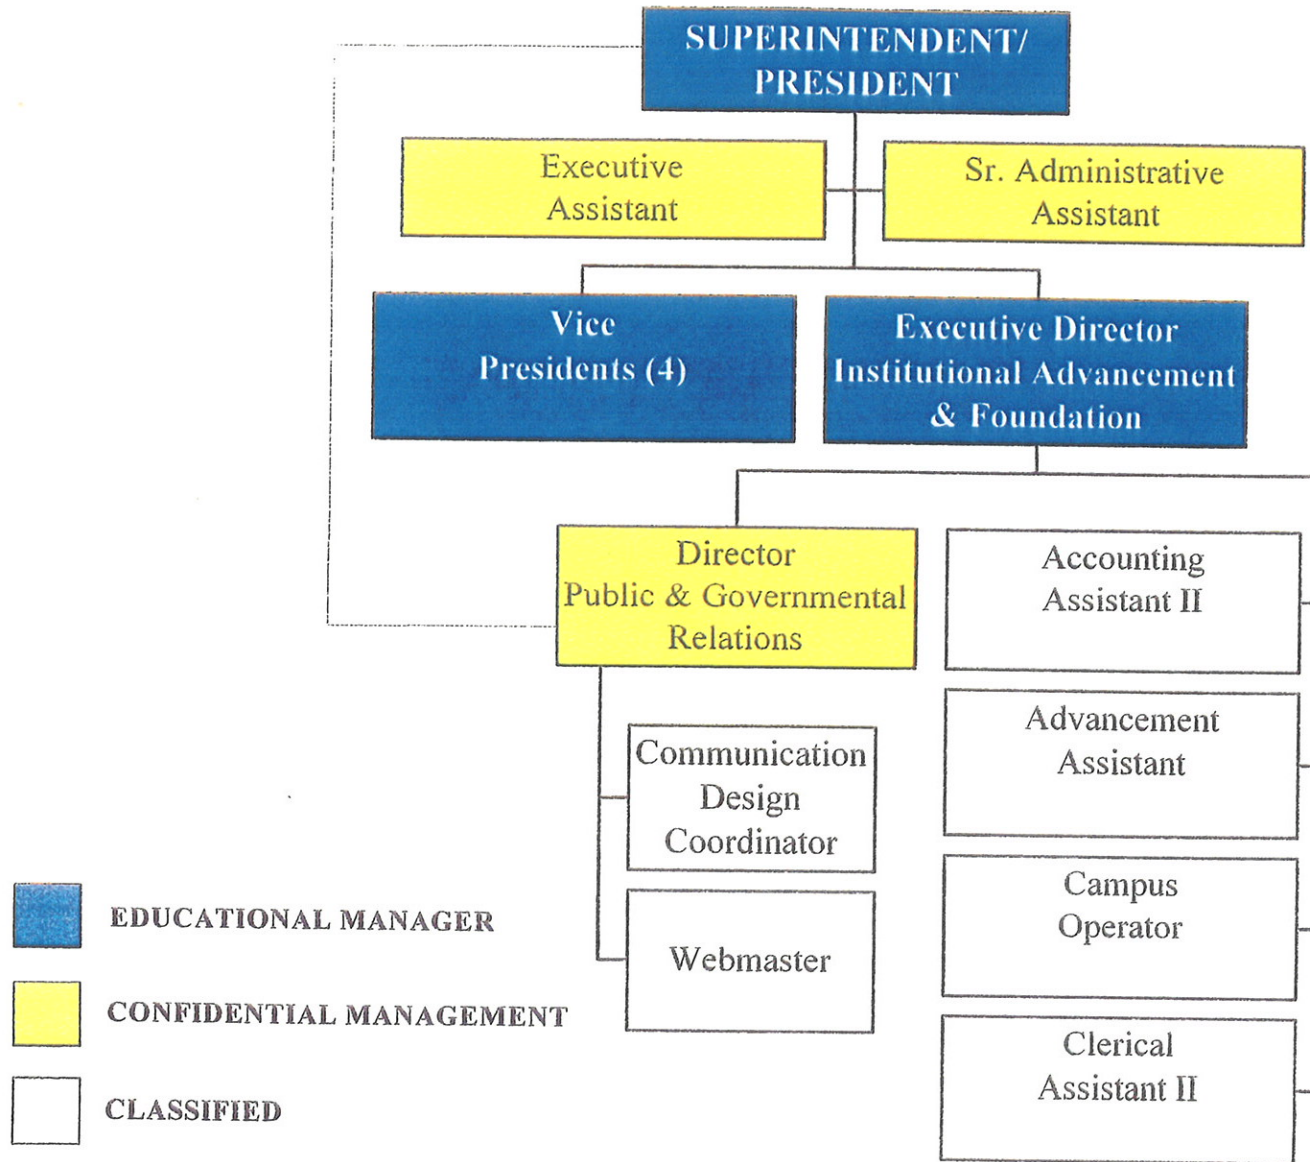 SUPERINTENDENT/
PRESIDENT
Executive
Assistant
Sr. Administrative
Assistant
Vice
Presidents (4)
Executive Director
Institutional Advancement
& Foundation
Director
Public & Governmental
Relations
Communication
Design
Coordinator
Webmaster
Accounting
Assistant II
Advancement
Assistant
Campus
Operator
Clerical
Assistant II
EDUCATIONAL MANAGER
CONFIDENTIAL MANAGEMENT
CLASSIFIED